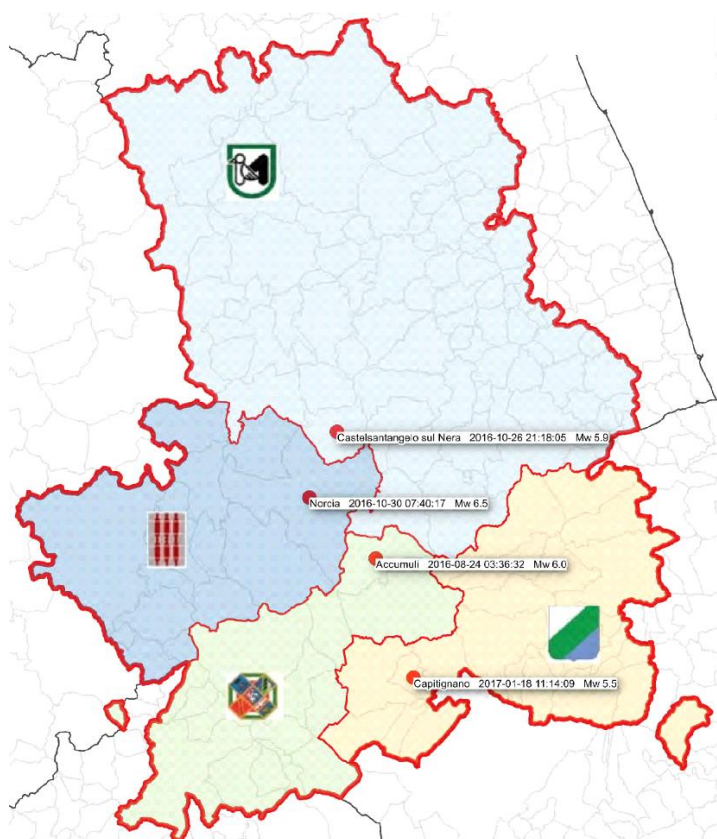 Castelsantangelo sul Nera 2016-10-26 21:18:05 Mw 5.9
Norcia 2016-10-30 07:40:17 Mw 6.5
Accumuli 2016-08-24 03:36:32 Mw 6.0
Capitignano 2017-01-18 11:14:09 Mw 5.5